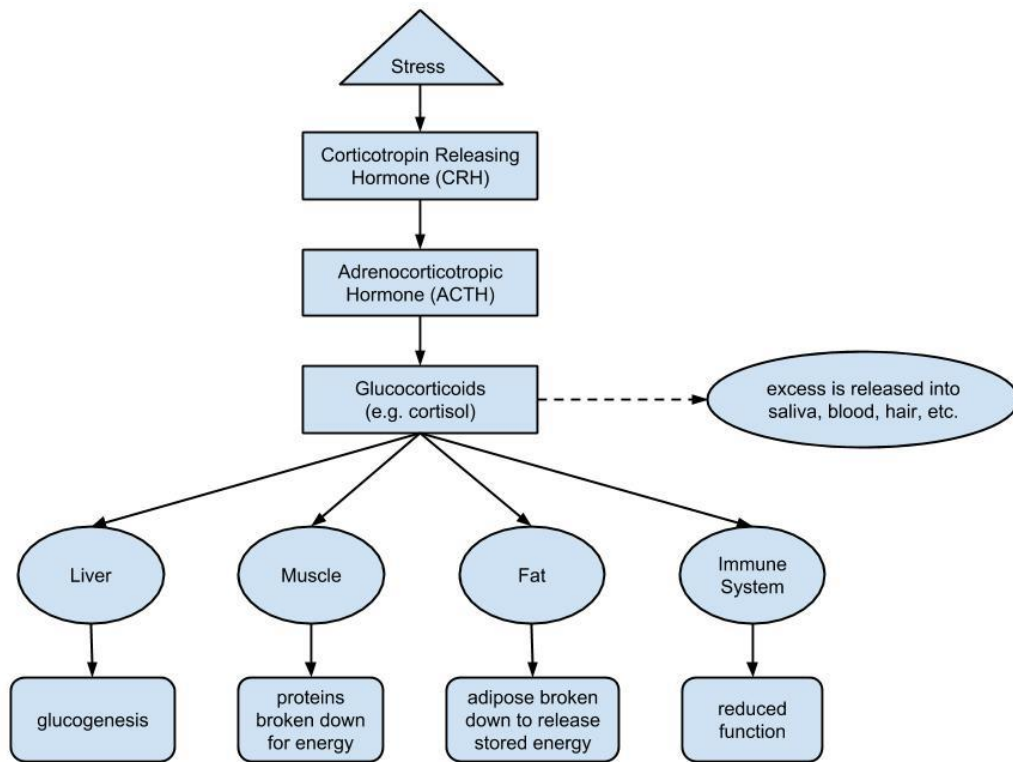 Stress
Corticotropin Releasing
Hormone (CRH)
Adrenocorticotropic
Hormone (ACTH)
Glucocorticoids
(e.g. cortisol)
excess is released into
saliva, blood, hair, etc.
Liver
Muscle
Fat
Immune
System
glucogenesis
proteins
broken down
for energy
adipose broken
down to release
stored energy
reduced
function